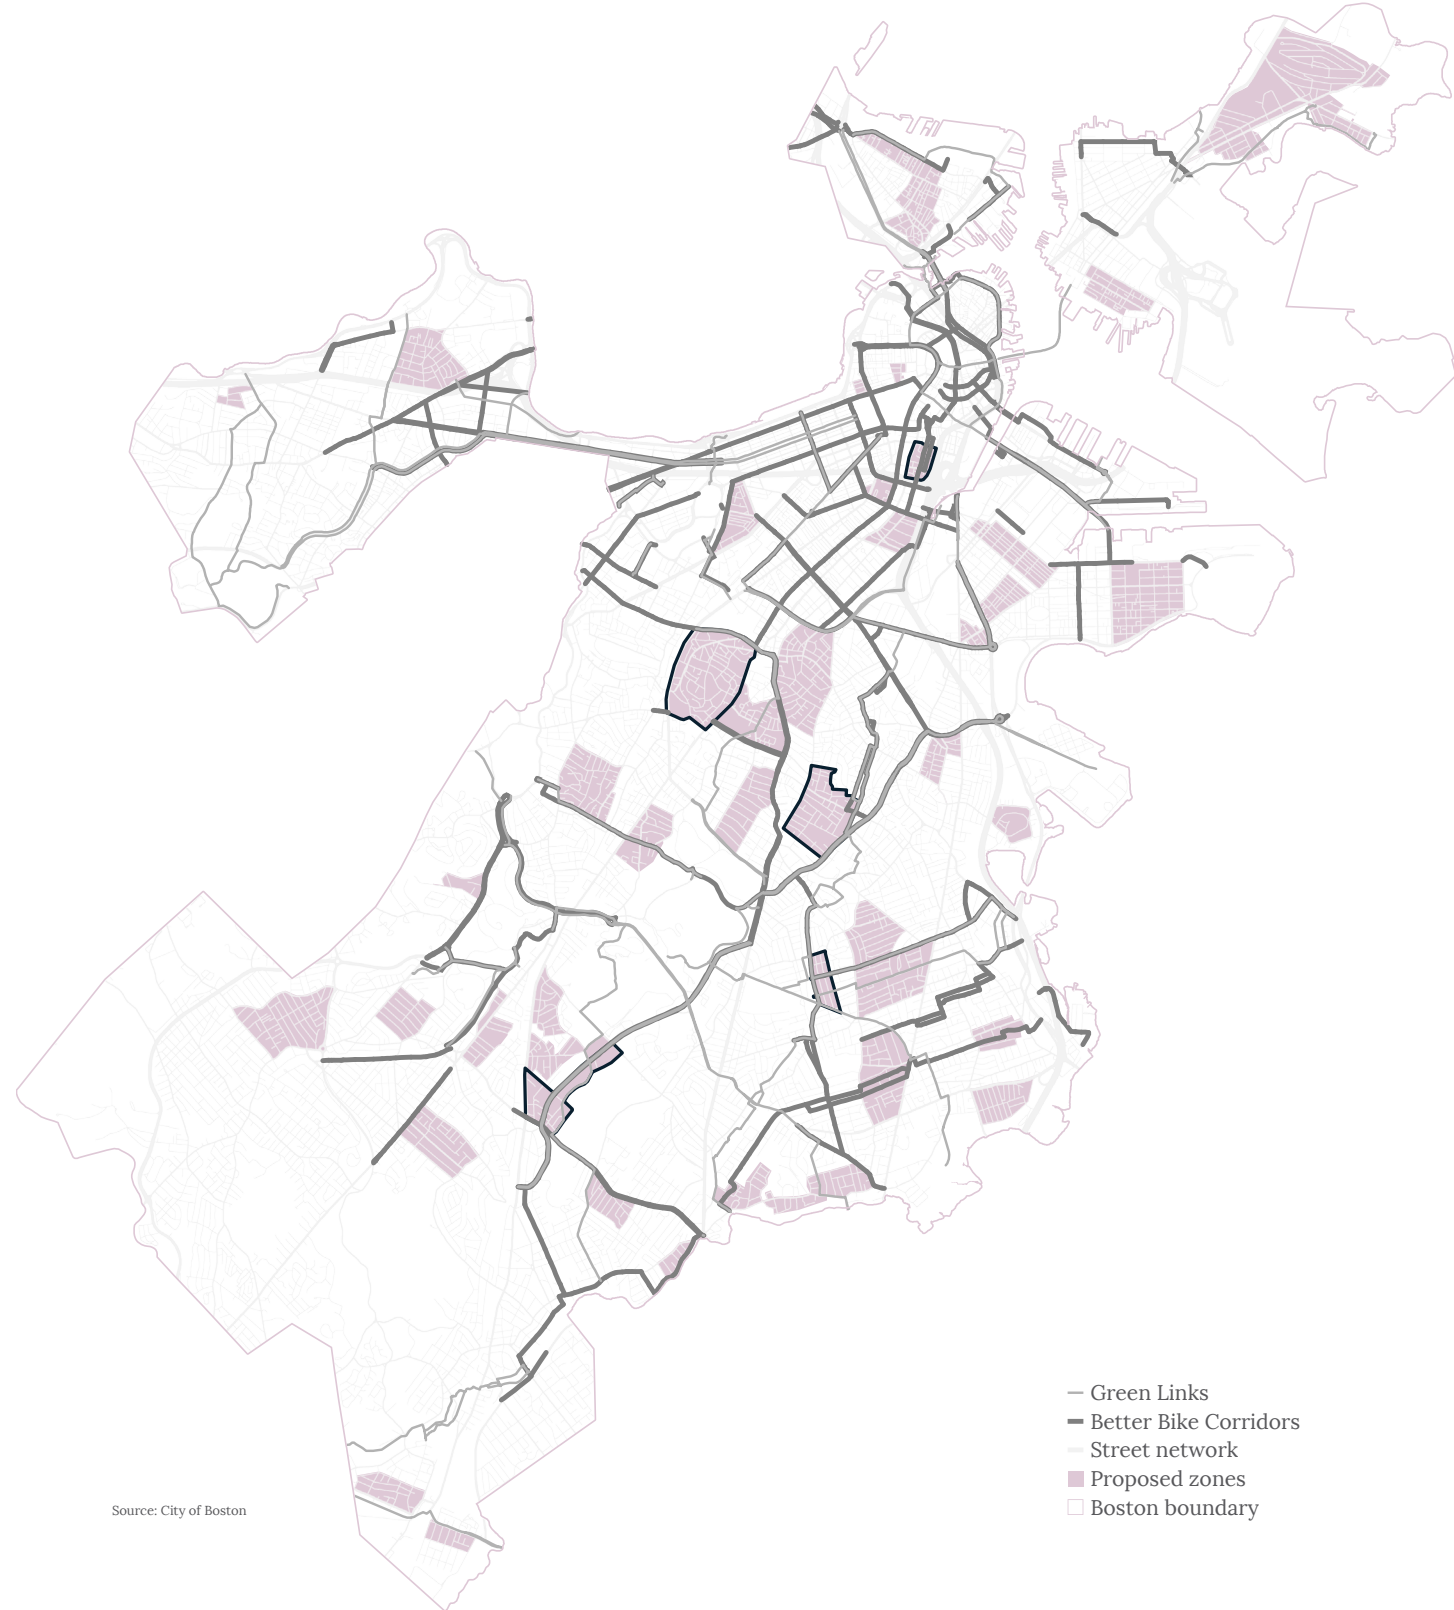 Green Links
Better Bike Corridors
Street network
Proposed zones
Boston boundary
Source: City of Boston